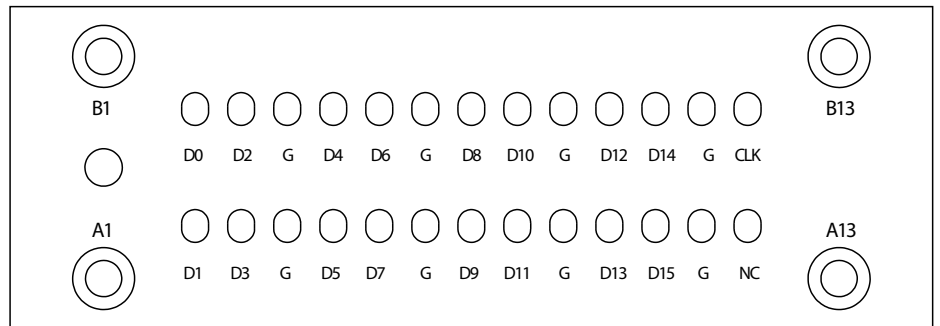 B1 B13
D0 D2 G D4 D6 G D8 D10 G D12 D14 G CLK
A1 A13
D1 D3 G D5 D7 G D9 D11 G D13 D15 G NC